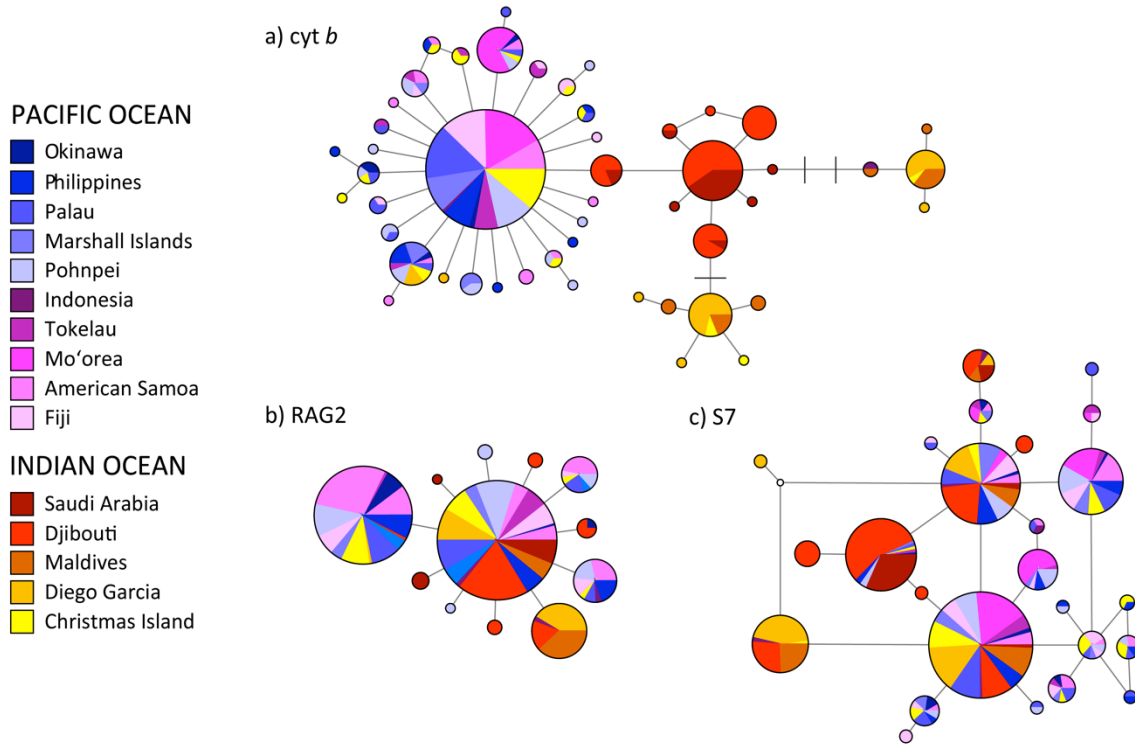 a) cyt b
PACIFIC OCEAN
Okinawa
Philippines
Palau
Marshall Islands
Pohnpei
Indonesia
Tokelau
Mo‘orea
American Samoa
Fiji
INDIAN OCEAN
Saudi Arabia
Djibouti
Maldives
Diego Garcia
Christmas Island
b) RAG2
c) S7